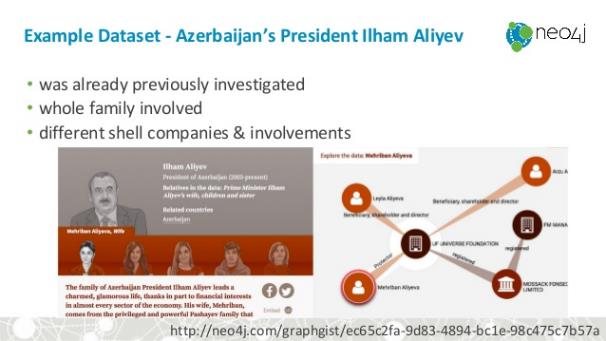 Example Dataset - Azerbaijan's President Ilham Aliyev
neo4j
• was already previously investigated
• whole family involved
• different shell companies & involvements
Ilham Aliyev
President of Azerbaijan (2003-present)
Relatives in the data: Prime Minister Ilham
Aliyev's wife, children and sister
Related countries
Azerbaijan
Mehriban Aliyeva, Wife
The family of Azerbaijan President Ilham Aliyev leads a
charmed, glamorous life, thanks in part to financial interests
in almost every sector of the economy. His wife, Mehriban,
comes from the privileged and powerful Pashayev family that
Embed
Explore the data: Mehriban Aliyeva
Arzu A
Leyla Aliyeva
Beneficiary, shareholder and director
Beneficiary, shareholder and director
FM MANA
UF UNIVERSE FOUNDATION
registered
registered
Protector
Mehriban Aliyeva
MOSSACK FONSEC
LIMITED
http://neo4j.com/graphgist/ec65c2fa-9d83-4894-bc1e-98c475c7b57a